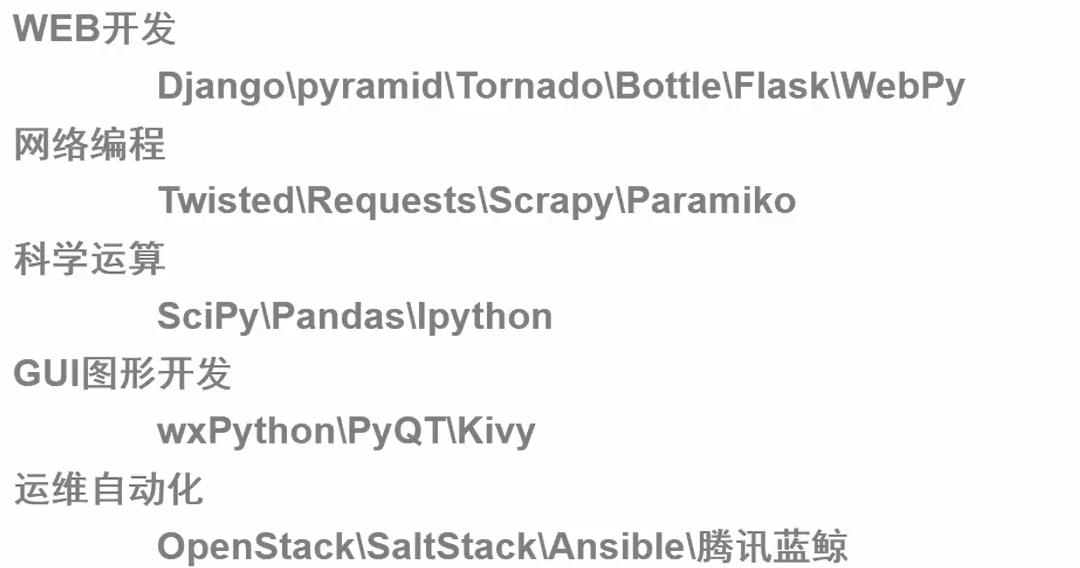 WEB开发
Django\pyramid\Tornado\Bottle\Flask\WebPy
网络编程
Twisted\Requests\Scrapy\Paramiko
科学运算
SciPy\Pandas\Ipython
GUI图形开发
wxPython\PyQT\Kivy
运维自动化
OpenStack\SaltStack\Ansible\腾讯蓝鲸